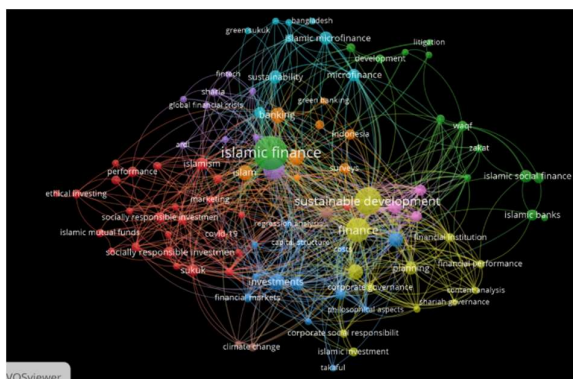 bangladesh
green sukuk
islamic microfinance
litigation
development
fintech
sustainability
microfinance
sharia
global financial crisis
green banking
banking
waqf
indonesia
ardl
islamic finance
zakat
islamism
performance
islam
surveys
islamic social finance
ethical investing
marketing
sustainable development
socially responsible investmen
islamic banks
regression analysis
islamic mutual funds
covid-19
finance
capital structure
financial institution
socially responsible investmen
costs
sukuk
planning
financial performance
investments
corporate governance
content analysis
financial markets
shariah governance
philosophical aspects
corporate social responsibilit
climate change
islamic investment
takaful
VOSviewer